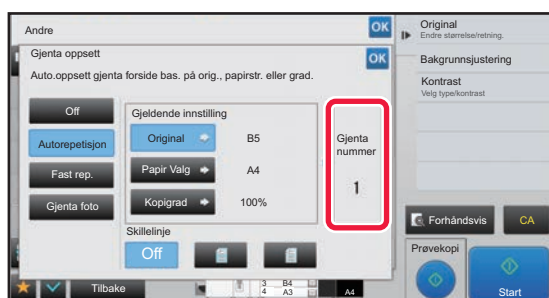 Andre
OK
Gjenta oppsett
OK
Auto.oppsett gjenta forside bas. på orig., papirstr. eller grad.
Off
Autorepetisjon
Fast rep.
Gjenta foto
Gjeldende innstilling
Original
B5
Papir Valg
A4
Kopigrad
100%
Gjenta
nummer
1
Skillelinje
Off
Tilbake
3 B4
4 A3
A4
Original
Endre størrelse/retning.
Bakgrunnsjustering
Kontrast
Velg type/kontrast
Forhåndsvis
CA
Prøvekopi
Start